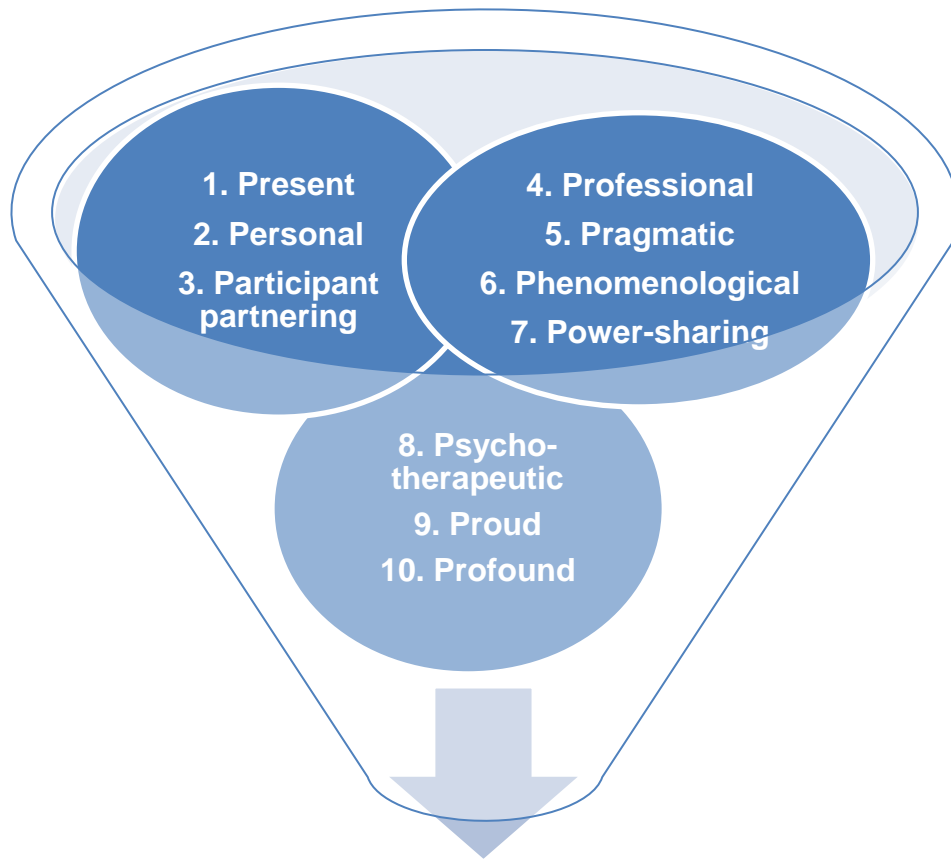 1. Present
2. Personal
3. Participant
partnering
4. Professional
5. Pragmatic
6. Phenomenological
7. Power-sharing
8. Psycho-
therapeutic
9. Proud
10. Profound